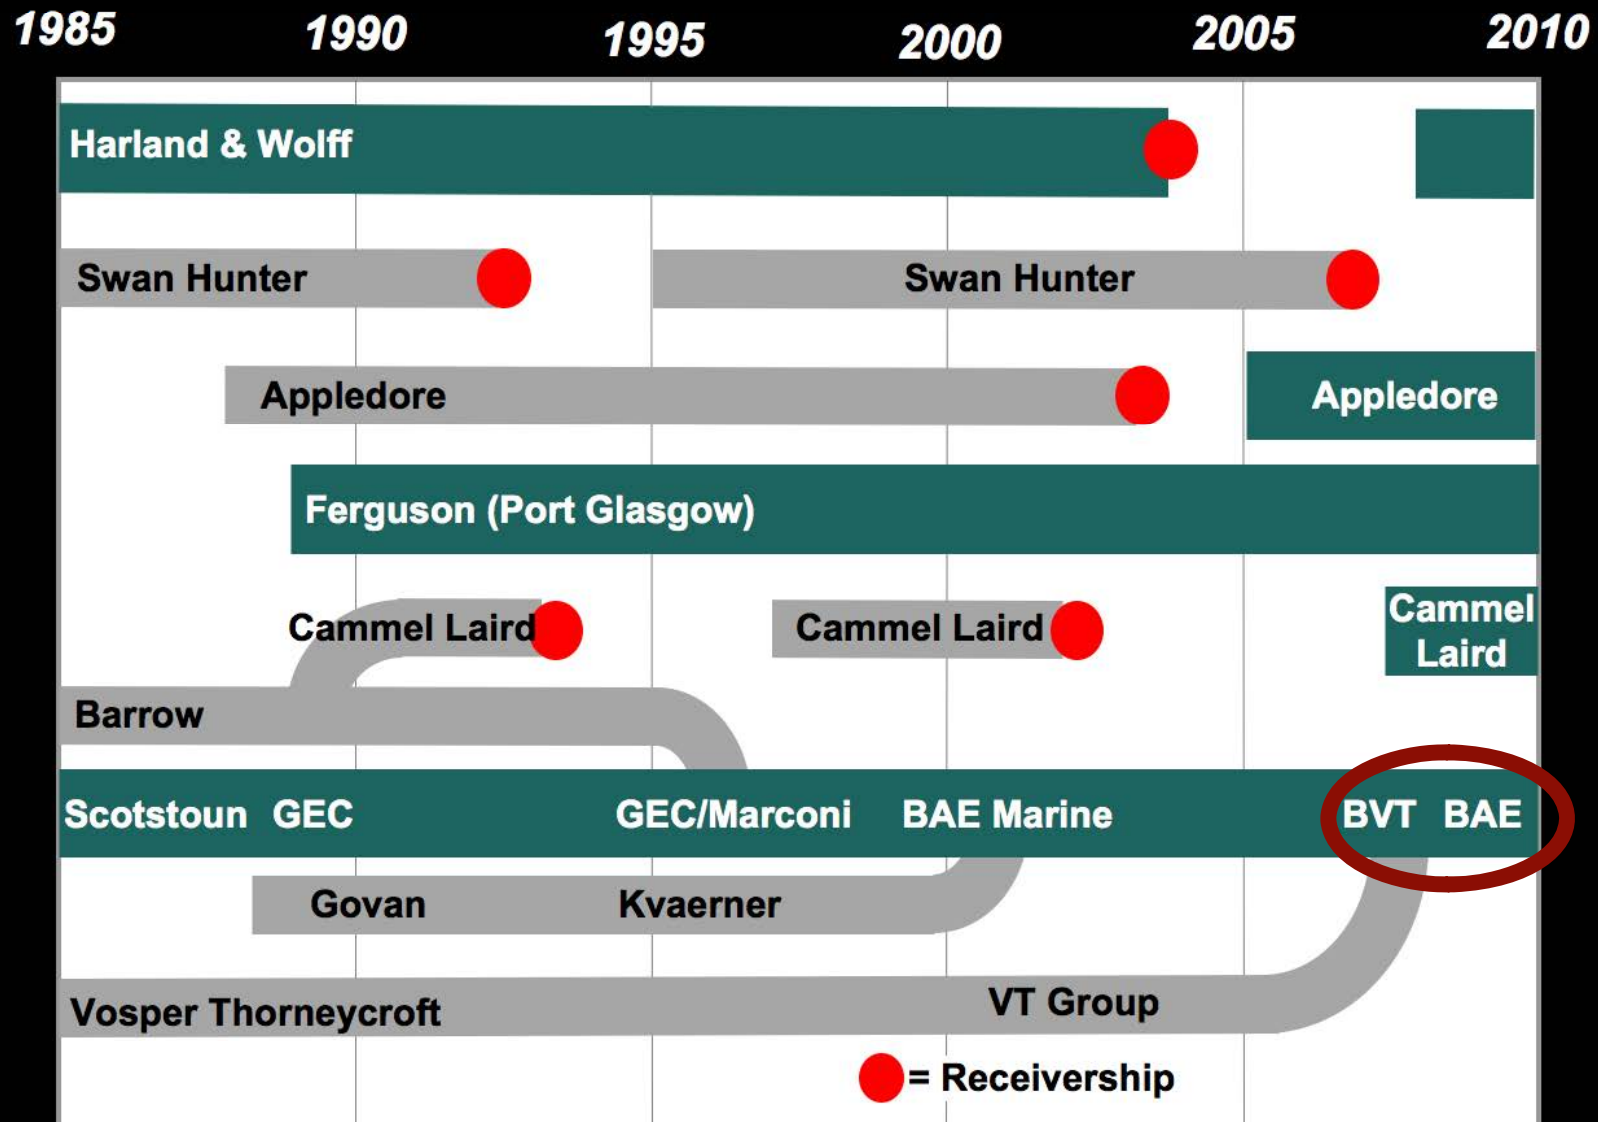 1985 1990 1995 2000 2005 2010
Harland & Wolff
Swan Hunter Swan Hunter
Appledore Appledore
Ferguson (Port Glasgow)
Cammel Laird Cammel Laird Cammel
Laird
Barrow
Scotstoun GEC GEC/Marconi BAE Marine BVT BAE
Govan Kvaerner
Vosper Thorneycroft VT Group
= Receivership